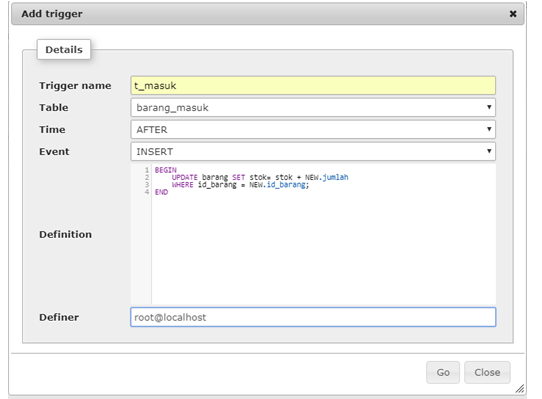 Add trigger
Details
Trigger name t_masuk
Table barang_masuk
Time AFTER
Event INSERT
Definition
1 BEGIN
2 UPDATE barang SET stok= stok + NEW.jumlah
3 WHERE id_barang = NEW.id_barang;
4 END
Definer root@localhost
Go Close